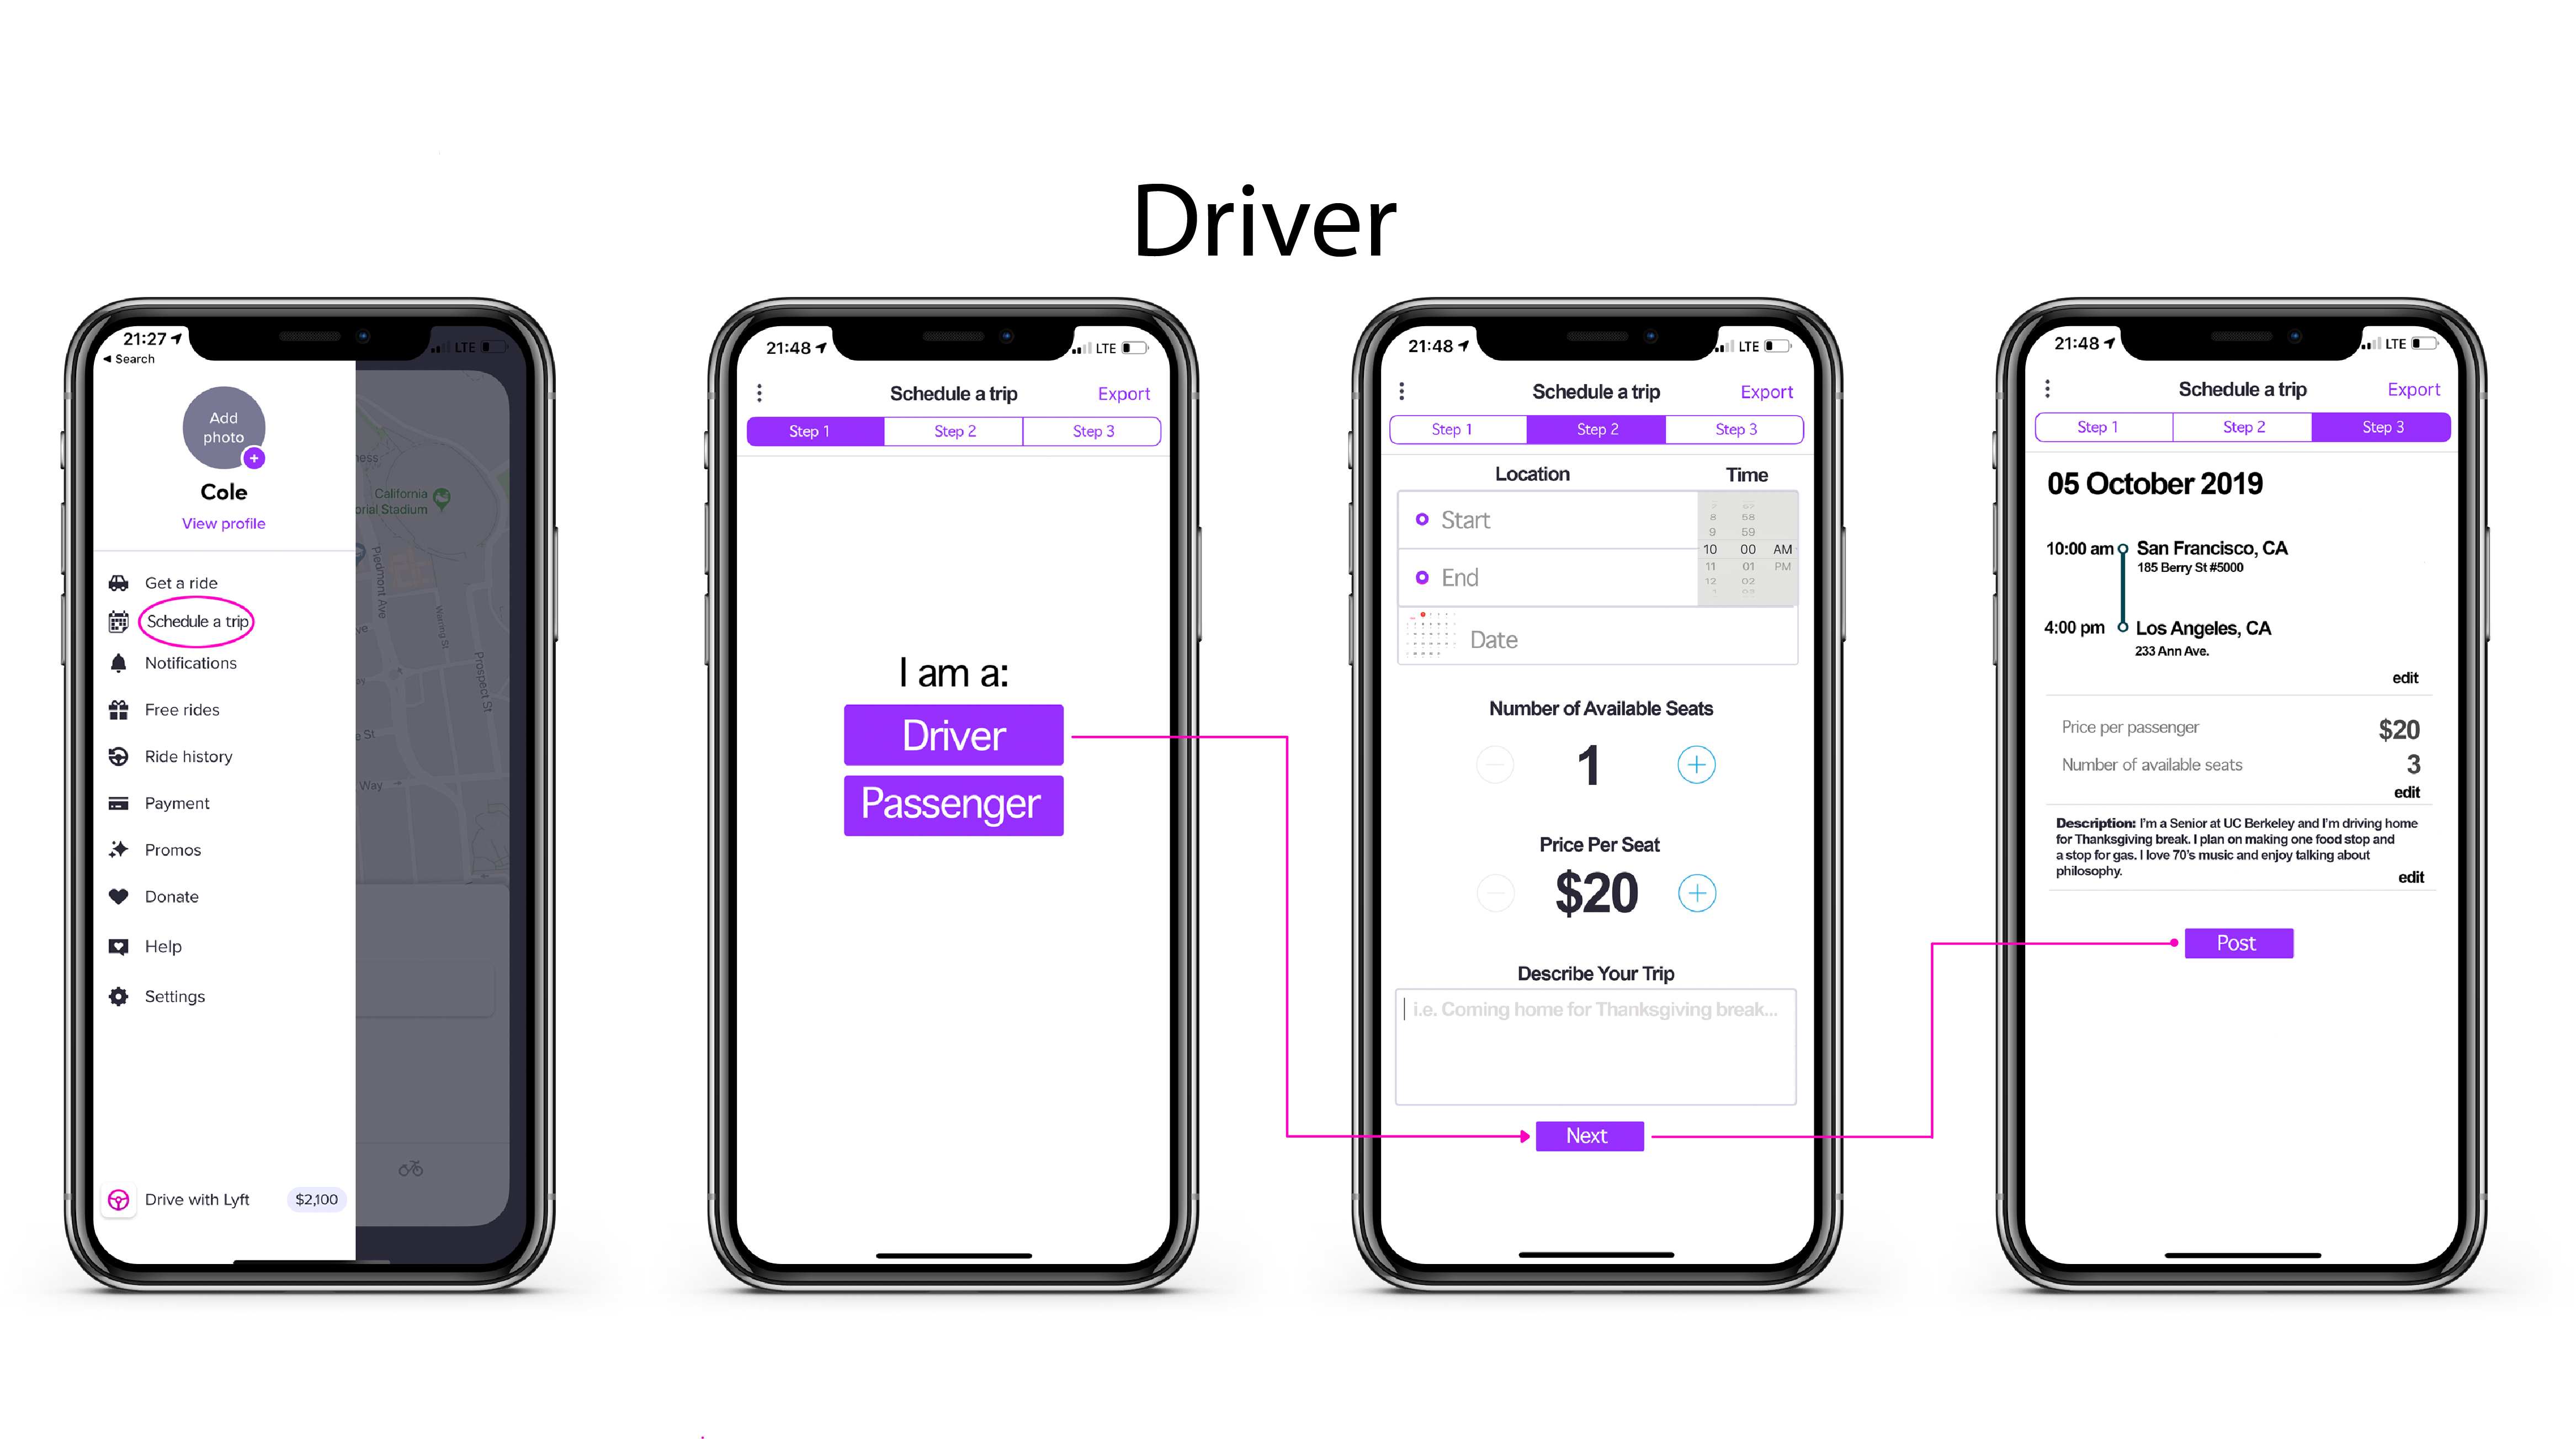 Driver
21:27
Search
LTE
Add
photo
Cole
View profile
Get a ride
Schedule a trip
Notifications
Free rides
Ride history
Payment
Promos
Donate
Help
Settings
Drive with Lyft $2,100
California
orial Stadium
Piedmont Ave
Warring St
Prospect St
e St
Way
21:48 LTE
Schedule a trip Export
Step 1 Step 2 Step 3
I am a:
Driver
Passenger
21:48 LTE
Schedule a trip Export
Step 1 Step 2 Step 3
Location Time
Start
End
8 58
9 59
10 00 AM
11 01 PM
12 02
Date
Number of Available Seats
1
Price Per Seat
$20
Describe Your Trip
i.e. Coming home for Thanksgiving break...
Next
21:48 LTE
Schedule a trip Export
Step 1 Step 2 Step 3
05 October 2019
10:00 am San Francisco, CA
185 Berry St #5000
4:00 pm Los Angeles, CA
233 Ann Ave.
edit
Price per passenger $20
Number of available seats 3
edit
Description: I'm a Senior at UC Berkeley and I'm driving home
for Thanksgiving break. I plan on making one food stop and
a stop for gas. I love 70's music and enjoy talking about
philosophy.
edit
Post